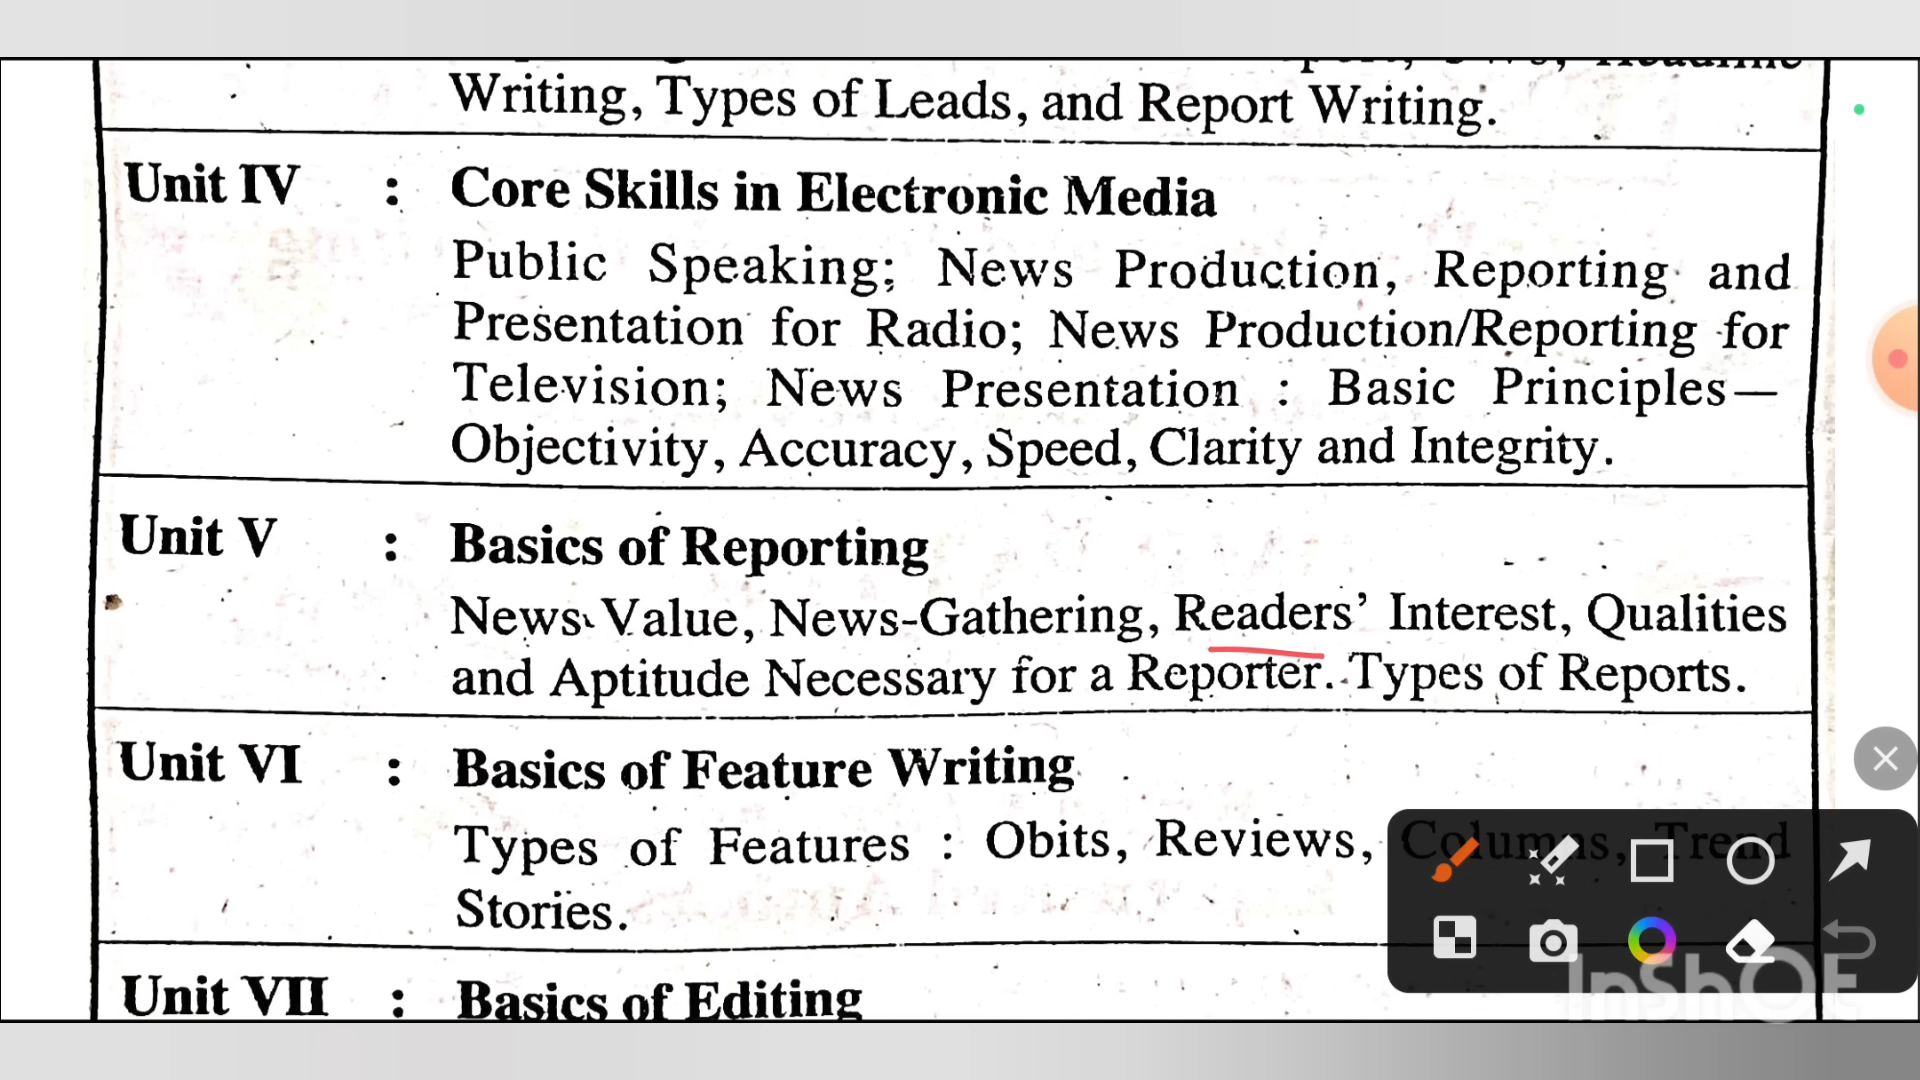 Writing, Types of Leads, and Report Writing.
Unit IV : Core Skills in Electronic Media
Public Speaking; News Production, Reporting and
Presentation for Radio; News Production/Reporting for
Television; News Presentation : Basic Principles—
Objectivity, Accuracy, Speed, Clarity and Integrity.
Unit V : Basics of Reporting
News Value, News-Gathering, Readers' Interest, Qualities
and Aptitude Necessary for a Reporter. Types of Reports.
Unit VI : Basics of Feature Writing
Types of Features : Obits, Reviews, Columns, Trend
Stories.
Unit VII : Basics of Editing
InShOt